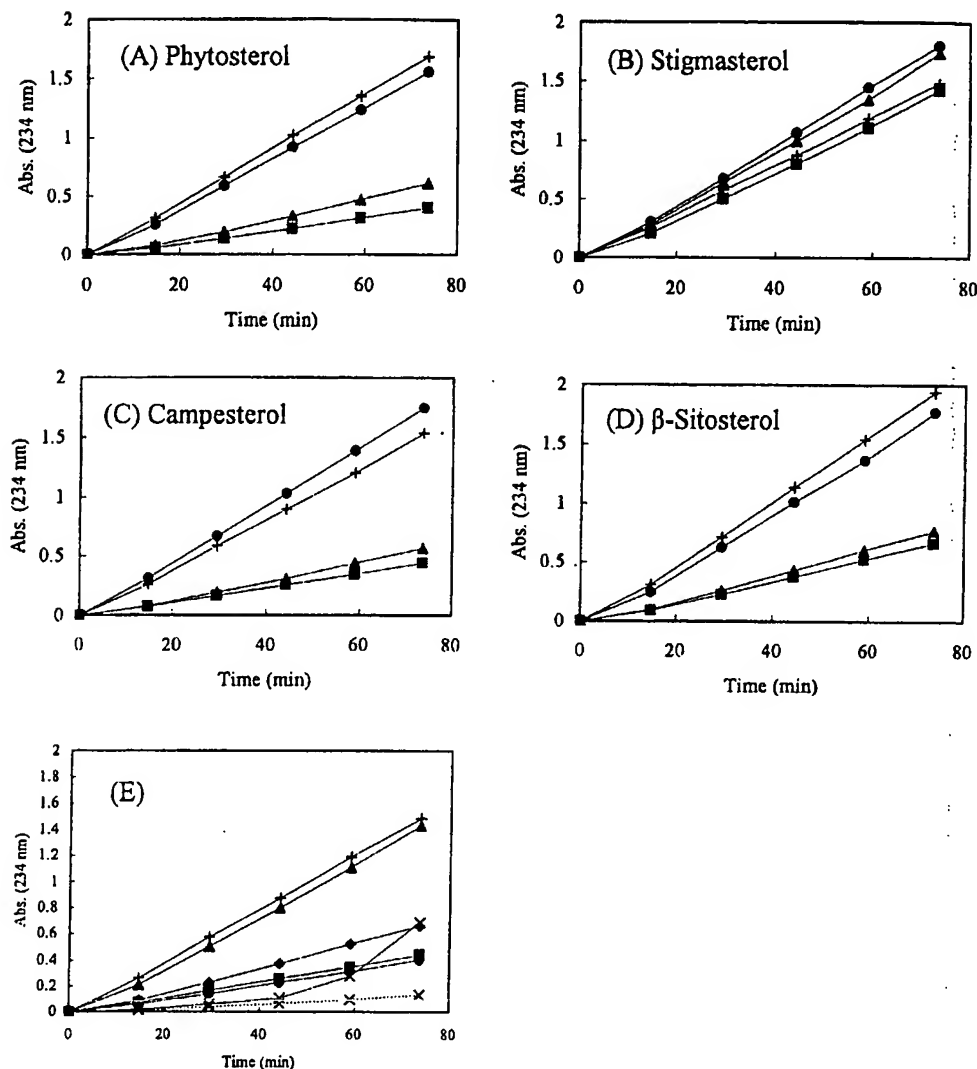 (A) Phytosterol
Abs. (234 nm)
2
1.5
1
0.5
0
0 20 40 60 80
Time (min)
(B) Stigmasterol
Abs. (234 nm)
2
1.5
1
0.5
0
0 20 40 60 80
Time (min)
(C) Campesterol
Abs. (234 nm)
2
1.5
1
0.5
0
0 20 40 60 80
Time (min)
(D) β-Sitosterol
Abs. (234 nm)
2
1.5
1
0.5
0
0 20 40 60 80
Time (min)
(E)
Abs. (234 nm)
2
1.8
1.6
1.4
1.2
1.0
0.8
0.6
0.4
0.2
0
0 20 40 60 80
Time (min)